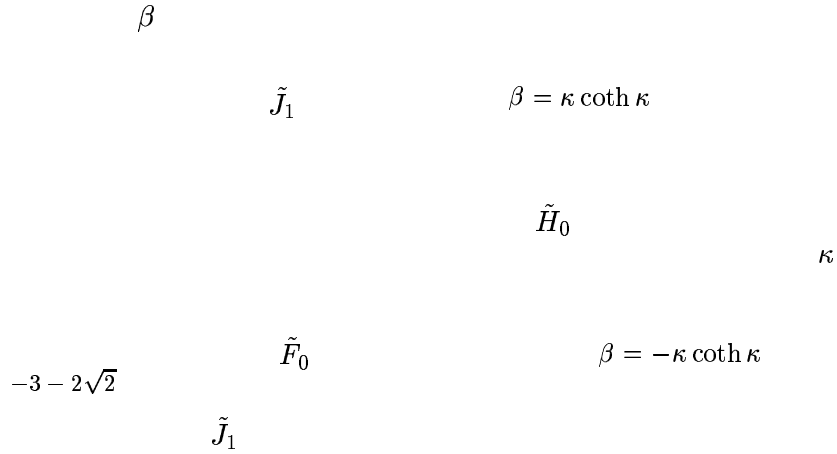 β
J̃₁ β = κ coth κ
H̃₀
κ
F̃₀ β = −κ coth κ
−3 − 2√2
J̃₁